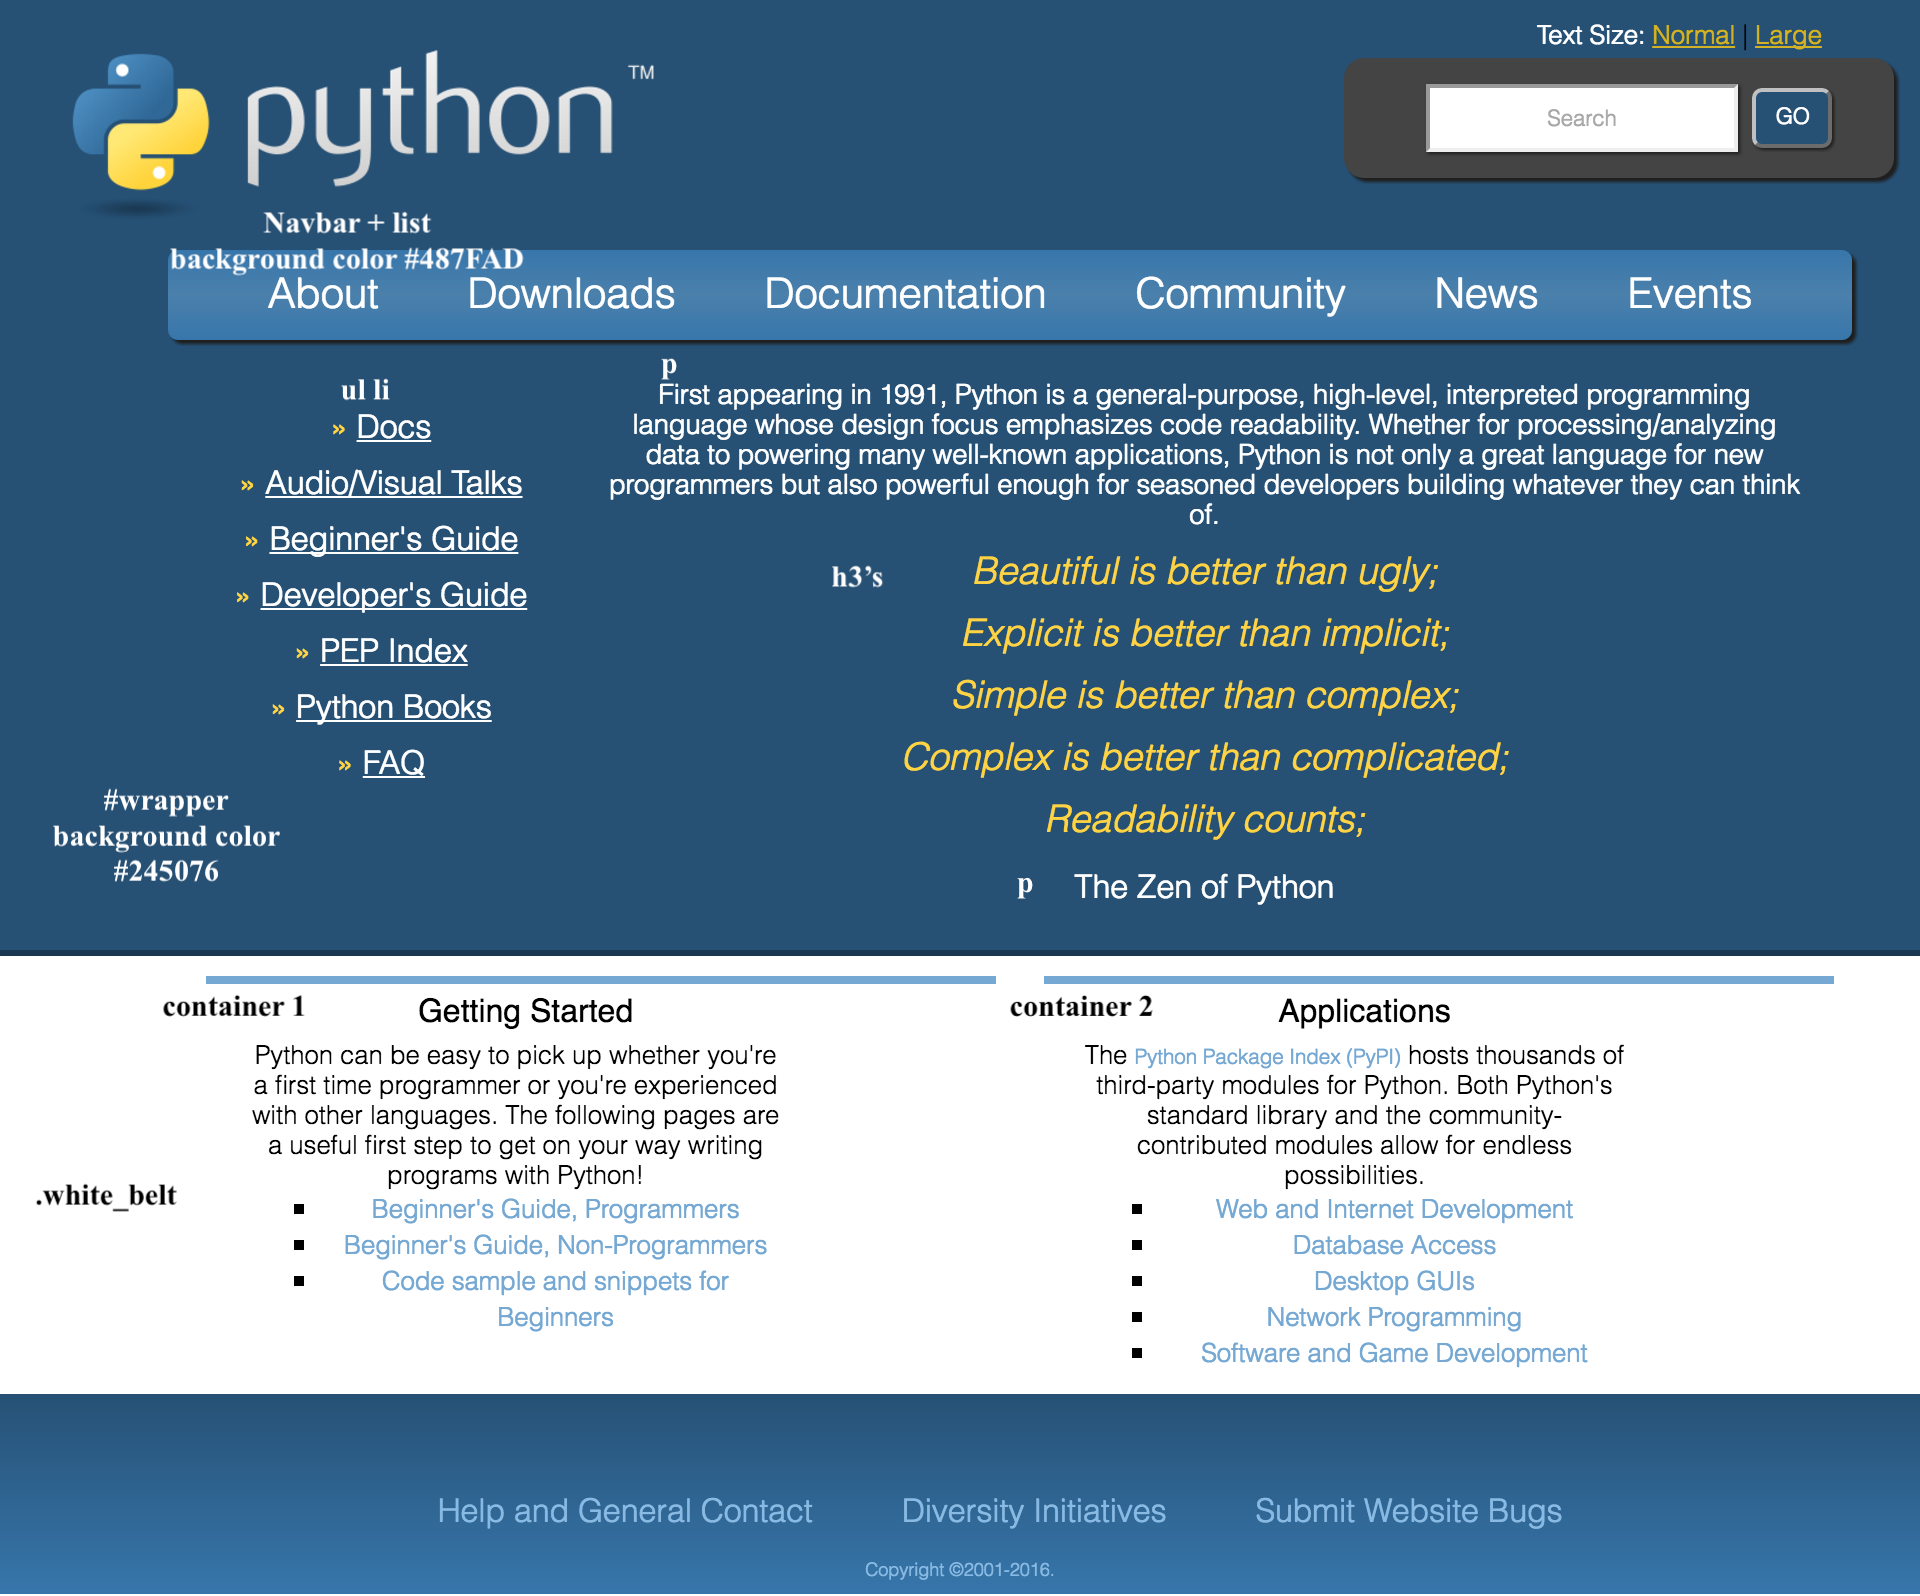 Text Size: Normal | Large
python™
Search
GO
Navbar + list
background color #487FAD
About Downloads Documentation Community News Events
ul li
» Docs
» Audio/Visual Talks
» Beginner's Guide
» Developer's Guide
» PEP Index
» Python Books
» FAQ
p
First appearing in 1991, Python is a general-purpose, high-level, interpreted programming
language whose design focus emphasizes code readability. Whether for processing/analyzing
data to powering many well-known applications, Python is not only a great language for new
programmers but also powerful enough for seasoned developers building whatever they can think
of.
h3’s
Beautiful is better than ugly;
Explicit is better than implicit;
Simple is better than complex;
Complex is better than complicated;
Readability counts;
p The Zen of Python
#wrapper
background color
#245076
container 1
Getting Started
Python can be easy to pick up whether you're
a first time programmer or you're experienced
with other languages. The following pages are
a useful first step to get on your way writing
programs with Python!
Beginner's Guide, Programmers
Beginner's Guide, Non-Programmers
Code sample and snippets for
Beginners
container 2
Applications
The Python Package Index (PyPI) hosts thousands of
third-party modules for Python. Both Python's
standard library and the community-
contributed modules allow for endless
possibilities.
Web and Internet Development
Database Access
Desktop GUIs
Network Programming
Software and Game Development
.white_belt
Help and General Contact Diversity Initiatives Submit Website Bugs
Copyright ©2001-2016.